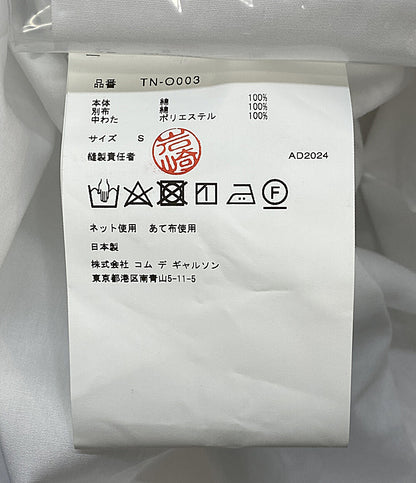 品番 TN-O003
本体 綿 100%
別布 綿 100%
中わた ポリエステル 100%
サイズ S
縫製責任者 岩崎 AD2024
ネット使用 あて布使用
日本製
株式会社 コム デ ギャルソン
東京都港区南青山5-11-5